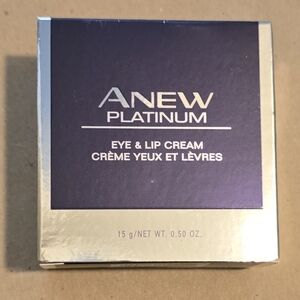 ANEW
PLATINUM
EYE & LIP CREAM
CRÈME YEUX ET LÈVRES
15 g/NET WT. 0.50 OZ.